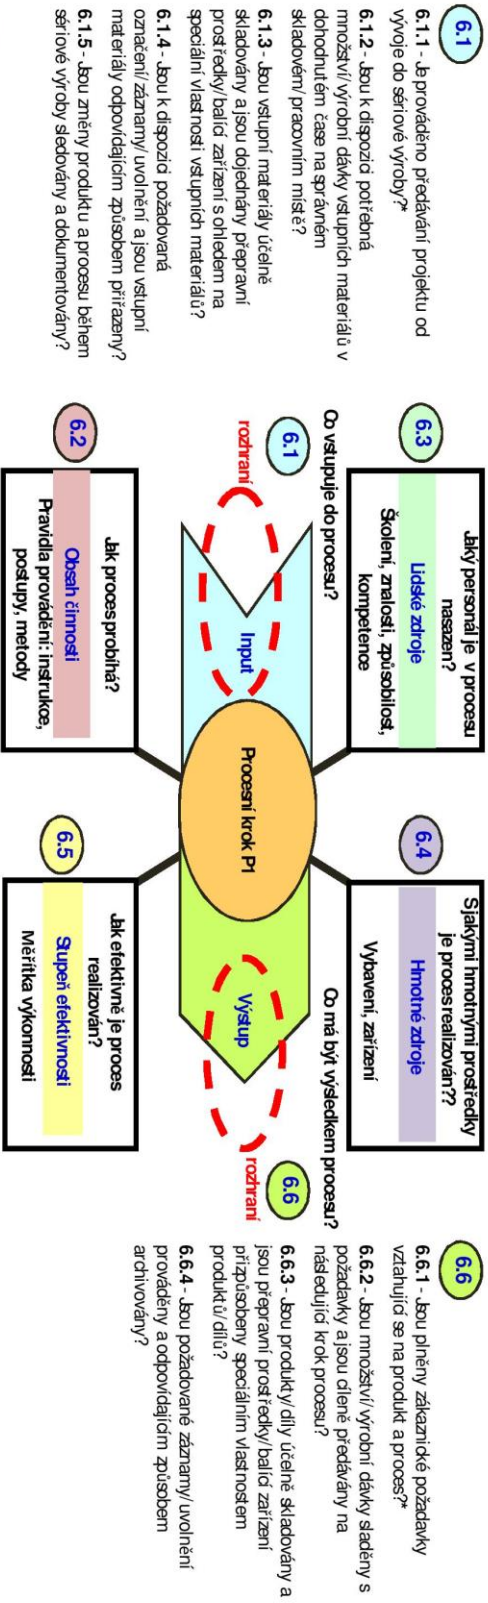 6.1
6.1.1 - Je prováděno předávání projektu od
vývoje do sériové výroby?*
6.1.2 - Jsou k dispozici potřebná
množství/výrobní dávky vstupních materiálů v
dohodnutém čase na správném
skladovém/pracovním místě?
6.1.3 - Jsou vstupní materiály účelně
skladovány a jsou dojednány přepravní
prostředky/balicí zařízení s ohledem na
speciální vlastnosti vstupních materiálů?
6.1.4 - Jsou k dispozici požadovaná
označení/záznamy/uvolnění a jsou vstupní
materiály odpovídajícím způsobem přiřazeny?
6.1.5 - Jsou změny produktu a procesu během
sériové výroby sledovány a dokumentovány?
6.3
Jaký personál je v procesu
nasazen?
Lidské zdroje
Školení, znalosti, způsobilost,
kompetence
6.4
S jakými hmotnými prostředky
je proces realizován??
Hmotné zdroje
Vybavení, zařízení
Co vstupuje do procesu?
6.1
rozhraní
Input
Procesní krok P1
Výstup
Co má být výsledkem procesu?
6.6
rozhraní
6.2
Jak proces probíhá?
Obsah činnosti
Pravidla provádění: instrukce,
postupy, metody
6.5
Jak efektivně je proces
realizován?
Stupeň efektivnosti
Měřítka výkonnosti
6.6
6.6.1 - Jsou plněny zákaznické požadavky
vztahující se na produkt a proces?*
6.6.2 - Jsou množství/výrobní dávky sladěny s
požadavky a jsou cíleně předávány na
následující krok procesu?
6.6.3 - Jsou produkty/díly účelně skladovány a
jsou přepravní prostředky/balicí zařízení
přizpůsobeny speciálním vlastnostem
produktů/dílů?
6.6.4 - Jsou požadované záznamy/uvolnění
prováděny a odpovídajícím způsobem
archivovány?